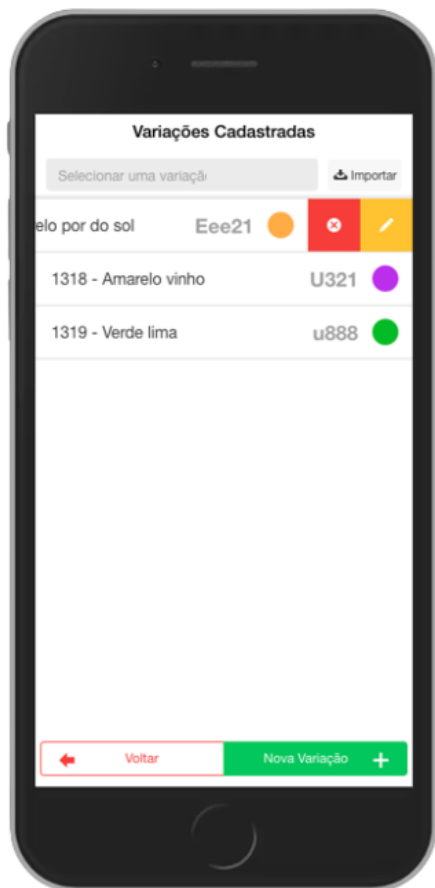 Variações Cadastradas
Selecionar uma variação
Importar
elo por do sol Eee21
1318 - Amarelo vinho U321
1319 - Verde lima u888
Voltar Nova Variação